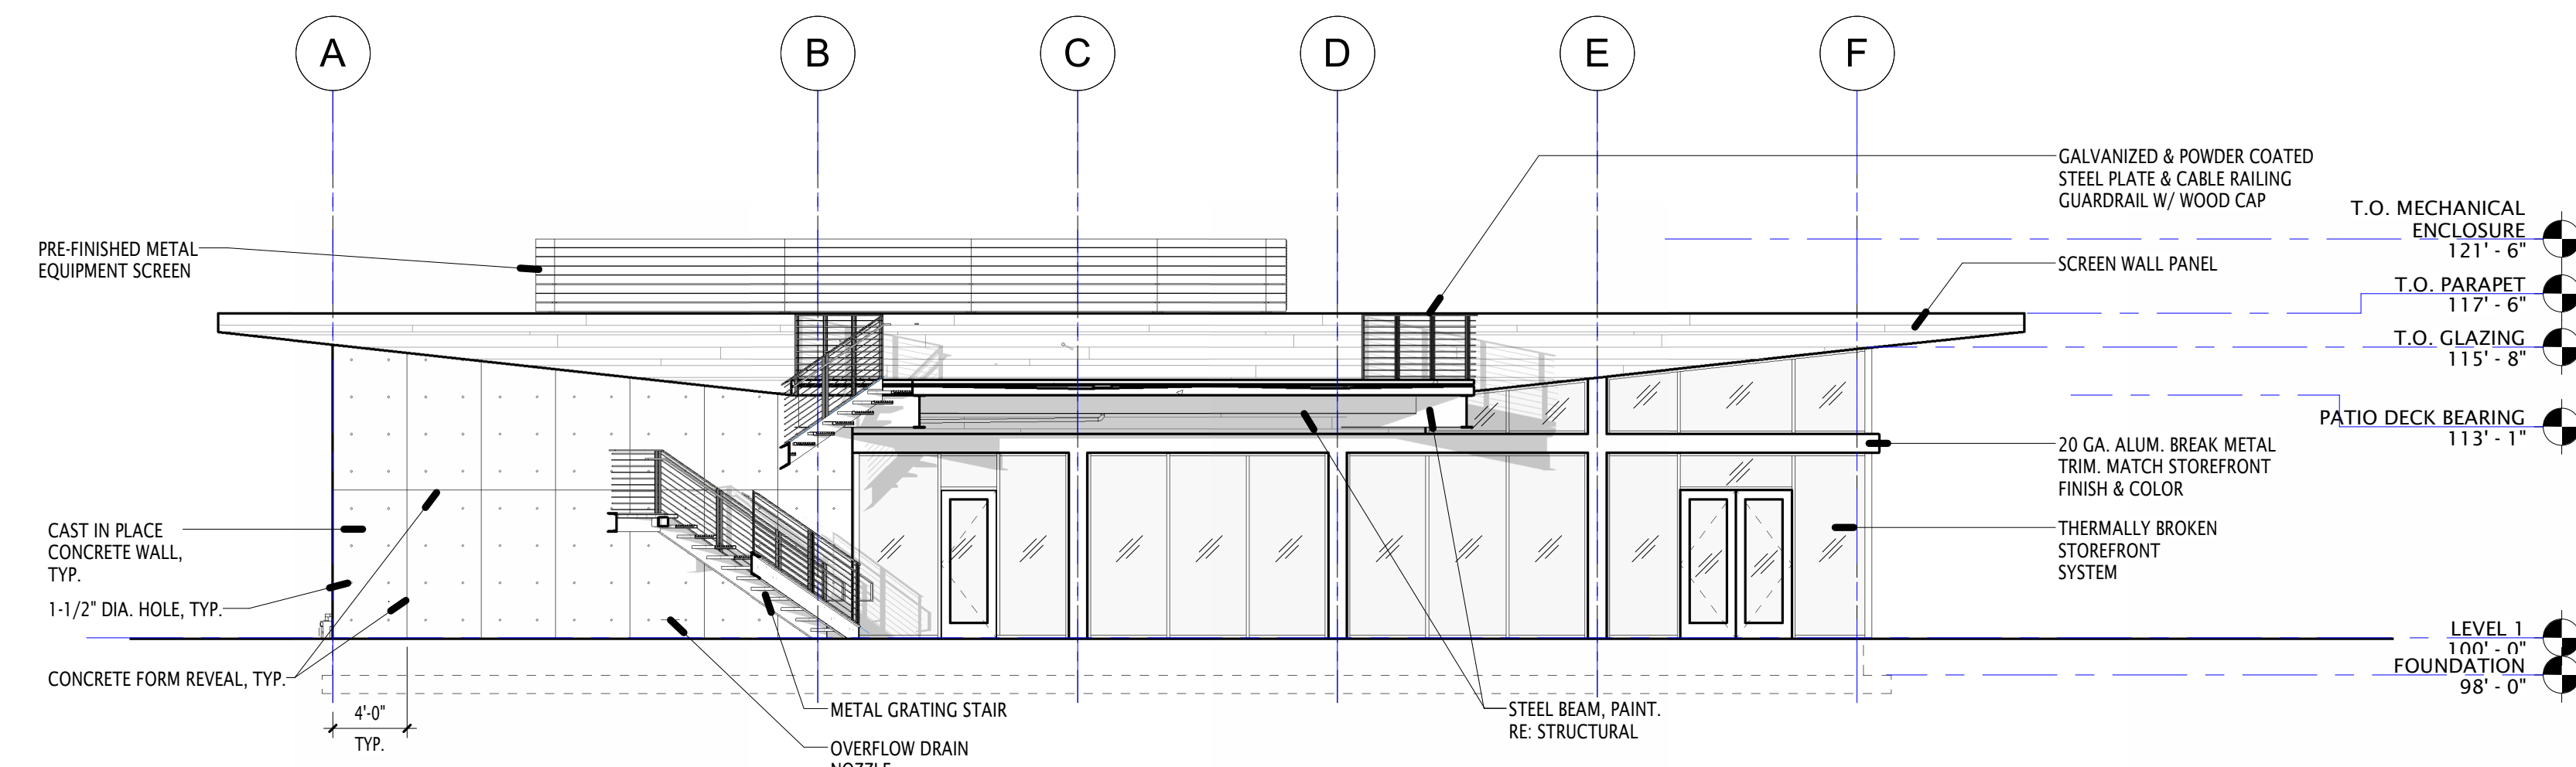 A
B
C
D
E
F
GALVANIZED & POWDER COATED
STEEL PLATE & CABLE RAILING
GUARDRAIL W/ WOOD CAP
T.O. MECHANICAL
ENCLOSURE
121' - 6"
PRE-FINISHED METAL
EQUIPMENT SCREEN
SCREEN WALL PANEL
T.O. PARAPET
117' - 6"
T.O. GLAZING
115' - 8"
PATIO DECK BEARING
113' - 1"
20 GA. ALUM. BREAK METAL
TRIM. MATCH STOREFRONT
FINISH & COLOR
CAST IN PLACE
CONCRETE WALL,
TYP.
THERMALLY BROKEN
STOREFRONT
SYSTEM
1-1/2" DIA. HOLE, TYP.
LEVEL 1
100' - 0"
FOUNDATION
98' - 0"
CONCRETE FORM REVEAL, TYP.
4'-0"
TYP.
METAL GRATING STAIR
STEEL BEAM, PAINT.
RE: STRUCTURAL
OVERFLOW DRAIN
NOZZLE